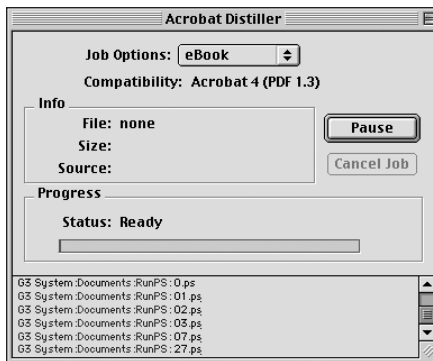 Acrobat Distiller
Job Options: eBook
Compatibility: Acrobat 4 (PDF 1.3)
Info
File: none
Size:
Source:
Pause
Cancel Job
Progress
Status: Ready
G3 System:Documents:RunPS:0.ps
G3 System:Documents:RunPS:01.ps
G3 System:Documents:RunPS:02.ps
G3 System:Documents:RunPS:03.ps
G3 System:Documents:RunPS:07.ps
G3 System:Documents:RunPS:27.ps